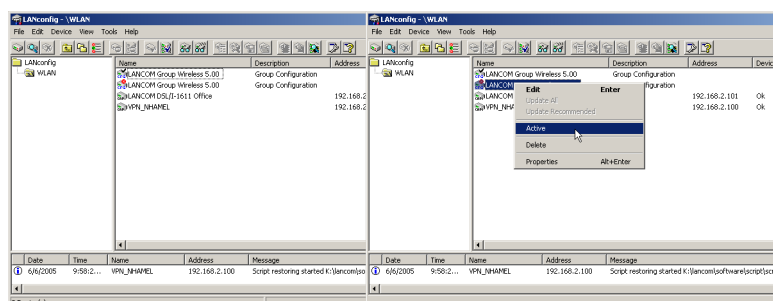 LANconfig - \WLAN
File Edit Device View Tools Help
LANconfig
WLAN
Name Description Address
LANCOM Group Wireless 5.00 Group Configuration
LANCOM Group Wireless 5.00 Group Configuration
LANCOM DSL/I-1611 Office 192.168.2
VPN_NHAMEL 192.168.2
Date Time Name Address Message
6/6/2005 9:58:2... VPN_NHAMEL 192.168.2.100 Script restoring started K:\lancom\so
LANconfig - \WLAN
File Edit Device View Tools Help
LANconfig
WLAN
Name Description Address Devic
LANCOM Group Wireless 5.00 Group Configuration
LANCOM figuration
LANCOM 192.168.2.101 Ok
VPN_NHA 192.168.2.100 Ok
Edit Enter
Update All
Update Recommended
Active
Delete
Properties Alt+Enter
Date Time Name Address Message
6/6/2005 9:58:2... VPN_NHAMEL 192.168.2.100 Script restoring started K:\lancom\software\script\scr